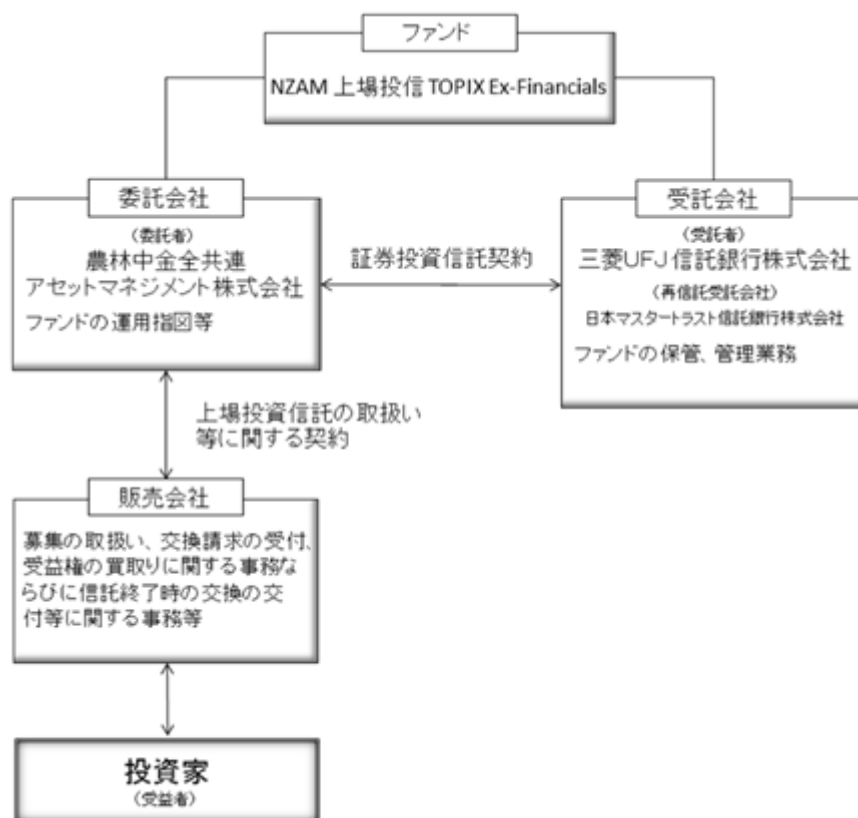 ファンド
NZAM 上場投信 TOPIX Ex-Financials
委託会社
(委託者)
農林中金全共連
アセットマネジメント株式会社
ファンドの運用指図等
証券投資信託契約
受託会社
(受託者)
三菱UFJ信託銀行株式会社
(再信託受託会社)
日本マスタートラスト信託銀行株式会社
ファンドの保管、管理業務
上場投資信託の取扱い
等に関する契約
販売会社
募集の取扱い、交換請求の受付、
受益権の買取りに関する事務な
らびに信託終了時の交換の交
付等に関する事務等
投資家
(受益者)